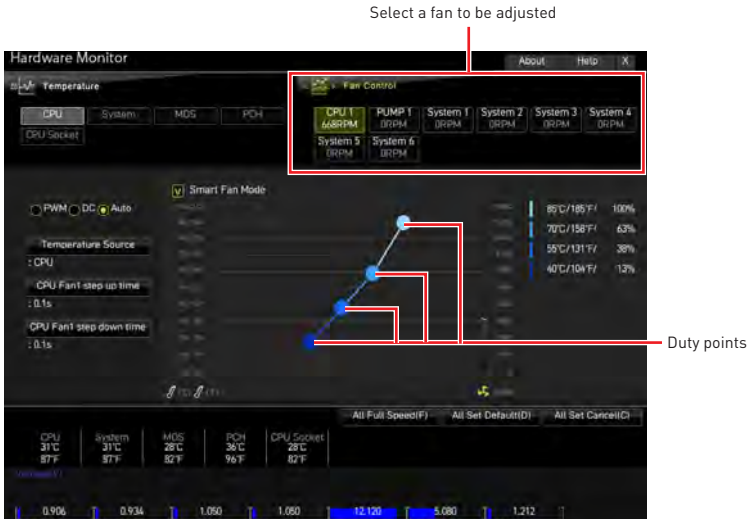 Select a fan to be adjusted
Hardware Monitor
About Help X
Temperature
Fan Control
CPU System MOS PCH
CPU Socket
CPU 1 PUMP 1 System 1 System 2 System 3 System 4
668RPM 0RPM 0RPM 0RPM 0RPM 0RPM
System 5 System 6
0RPM 0RPM
V Smart Fan Mode
PWM DC Auto
85℃/185℉/ 100%
70℃/158℉/ 63%
55℃/131℉/ 38%
40℃/104℉/ 13%
Temperature Source
: CPU
CPU Fan1 step up time
: 0.1s
CPU Fan1 step down time
: 0.1s
Duty points
All Full Speed(F) All Set Default(D) All Set Cancel(C)
CPU System MOS PCH CPU Socket
31℃ 31℃ 28℃ 36℃ 28℃
87℉ 87℉ 82℉ 96℉ 82℉
0.906 0.934 1.050 1.050 12.120 5.080 1.212